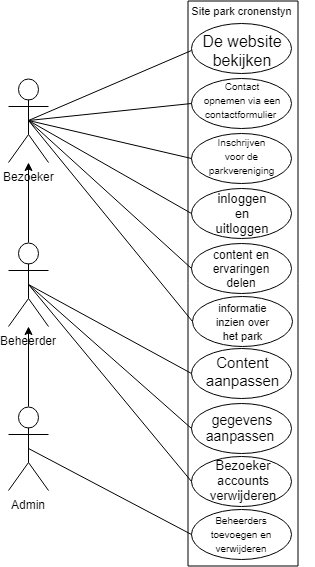 Site park cronenstyn
De website
bekijken
Contact
opnemen via een
contactformulier
Inschrijven
voor de
parkvereniging
Bezoeker
inloggen
en
uitloggen
content en
ervaringen
delen
informatie
inzien over
het park
Beheerder
Content
aanpassen
gegevens
aanpassen
Bezoeker
accounts
verwijderen
Admin
Beheerders
toevoegen en
verwijderen